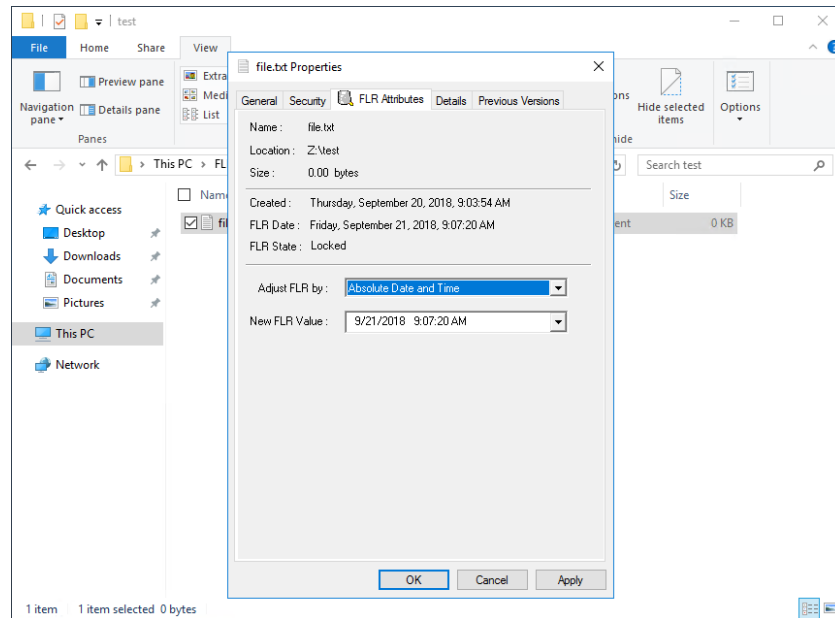 test
File Home Share View
Preview pane
Details pane
Navigation pane
Panes
Extra
Medi
List
Hide selected items
Options
hide
This PC > FL
Search test
Quick access
Desktop
Downloads
Documents
Pictures
This PC
Network
Name
Size
fil
ent
0 KB
file.txt Properties
General Security FLR Attributes Details Previous Versions
Name : file.txt
Location : Z:\test
Size : 0.00 bytes
Created : Thursday, September 20, 2018, 9:03:54 AM
FLR Date : Friday, September 21, 2018, 9:07:20 AM
FLR State : Locked
Adjust FLR by : Absolute Date and Time
New FLR Value : 9/21/2018 9:07:20 AM
OK Cancel Apply
1 item 1 item selected 0 bytes